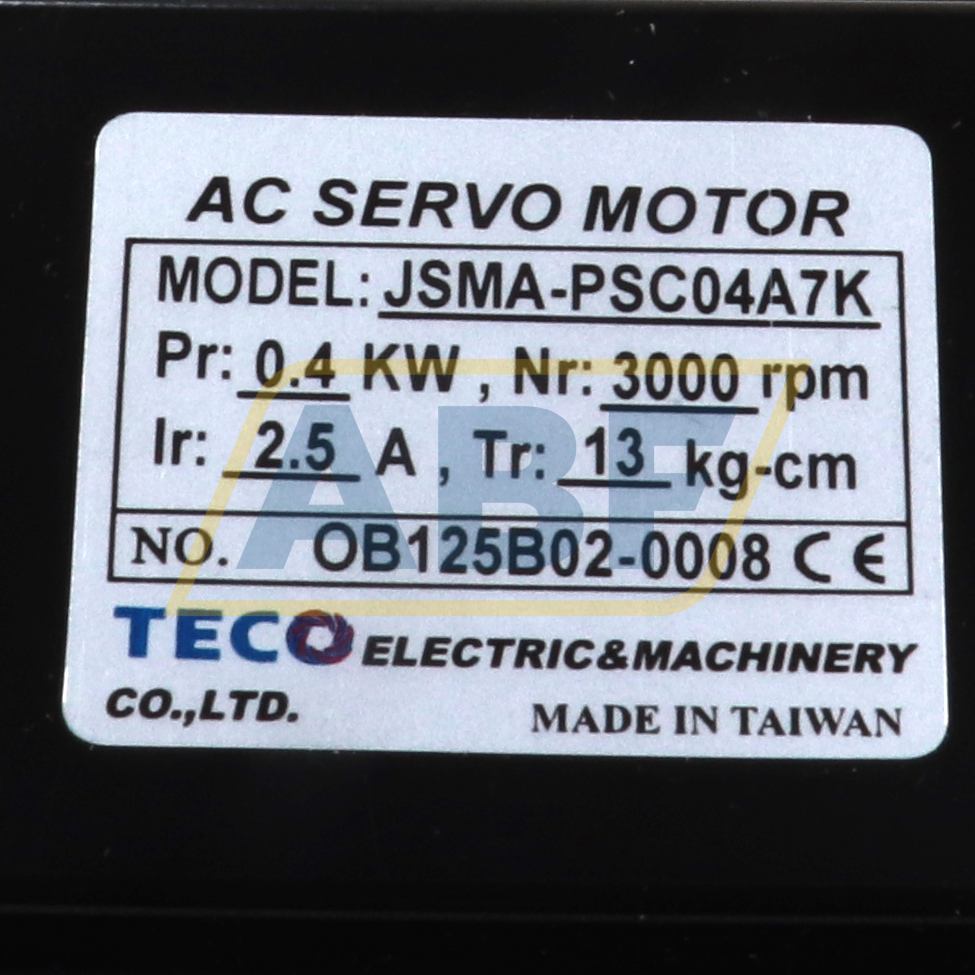 AC SERVO MOTOR
MODEL: JSMA-PSC04A7K
Pr: 0.4 KW , Nr: 3000 rpm
Ir: 2.5 A , Tr: 13 kg-cm
NO. OB125B02-0008 CE
TECO ELECTRIC&MACHINERY
CO.,LTD. MADE IN TAIWAN
ABF